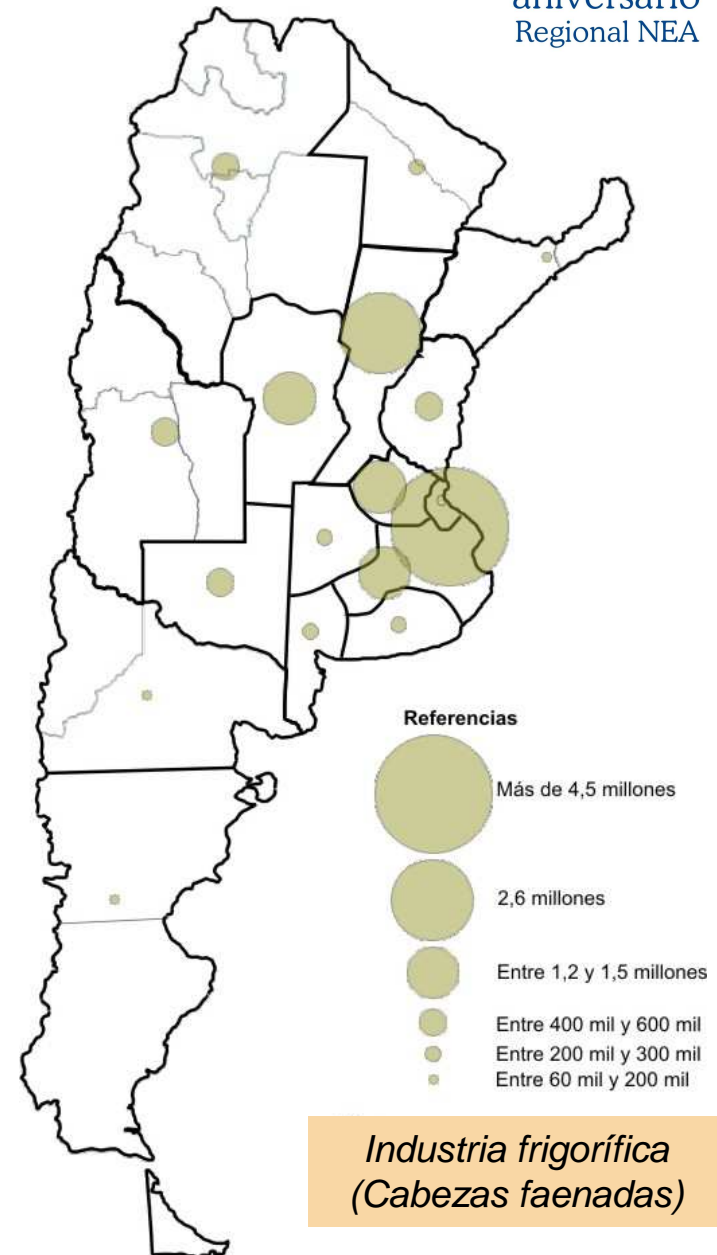 aniversario
Regional NEA
Referencias
Más de 4,5 millones
2,6 millones
Entre 1,2 y 1,5 millones
Entre 400 mil y 600 mil
Entre 200 mil y 300 mil
Entre 60 mil y 200 mil
Industria frigorífica
(Cabezas faenadas)